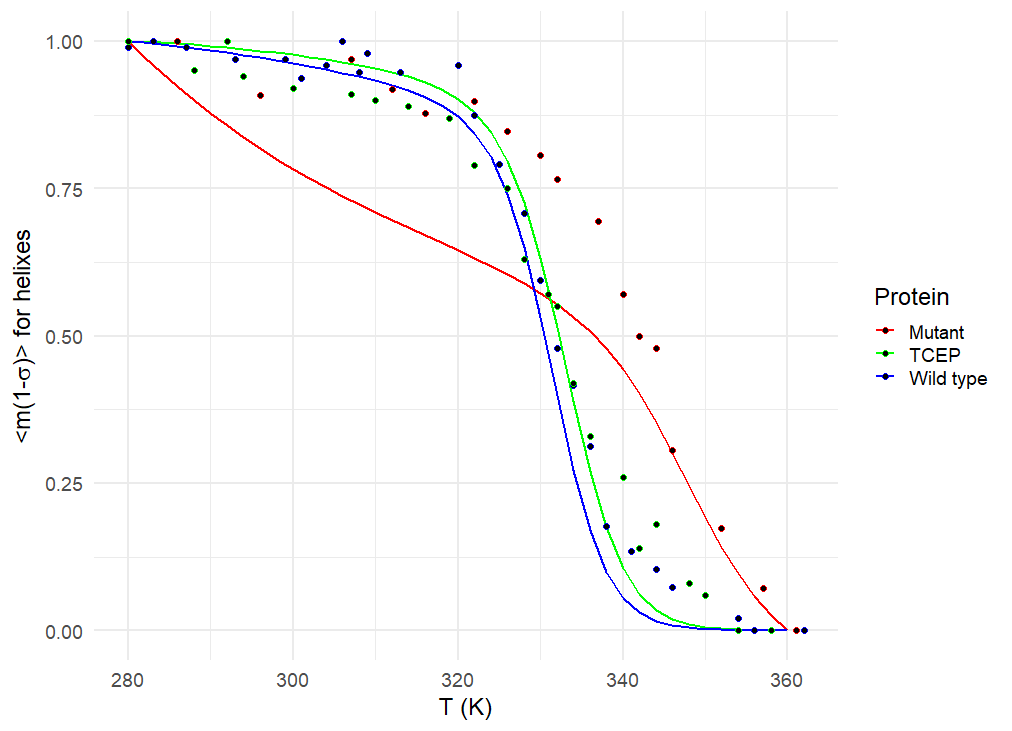 <m(1-σ)> for helixes
1.00
0.75
0.50
0.25
0.00
280 300 320 340 360
T (K)
Protein
Mutant
TCEP
Wild type